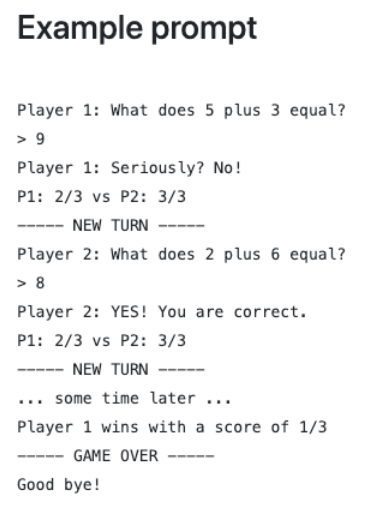 Example prompt
Player 1: What does 5 plus 3 equal?
> 9
Player 1: Seriously? No!
P1: 2/3 vs P2: 3/3
----- NEW TURN -----
Player 2: What does 2 plus 6 equal?
> 8
Player 2: YES! You are correct.
P1: 2/3 vs P2: 3/3
----- NEW TURN -----
... some time later ...
Player 1 wins with a score of 1/3
----- GAME OVER -----
Good bye!